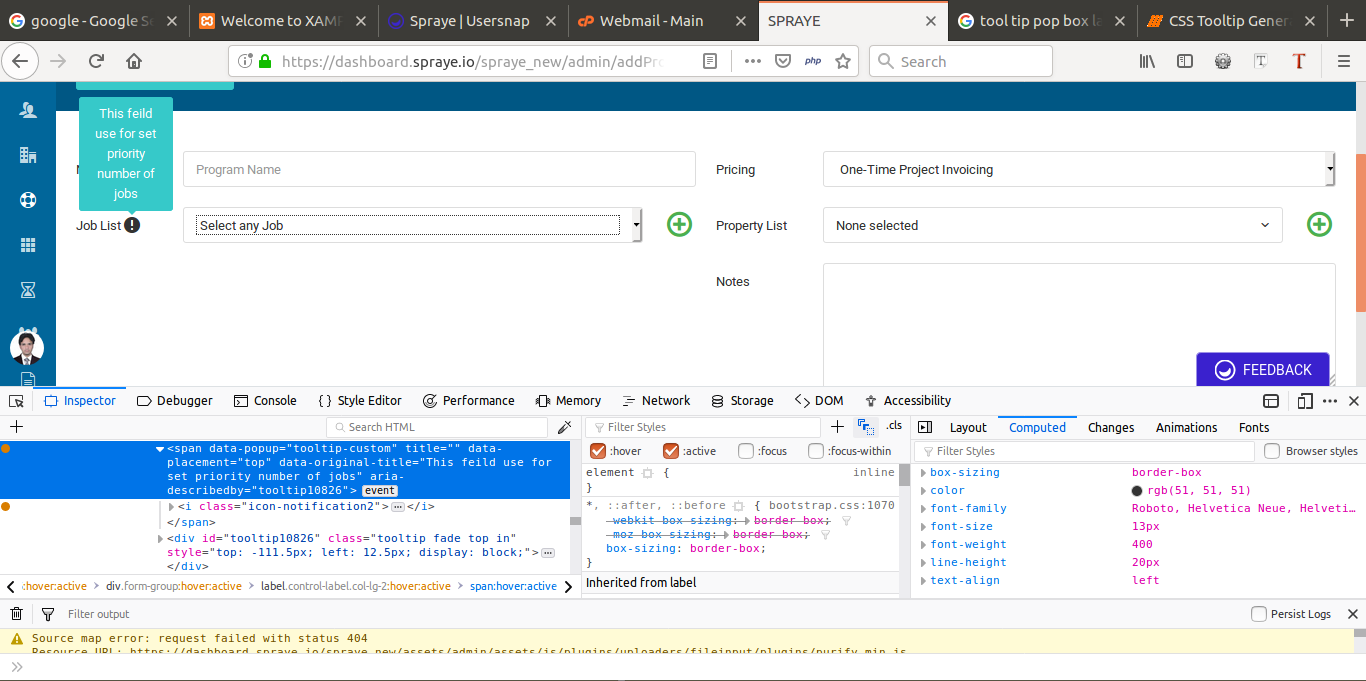 google - Google Se
Welcome to XAMP
Spraye | Usersnap
Webmail - Main
SPRAYE
tool tip pop box la
CSS Tooltip Gener
https://dashboard.spraye.io/spraye_new/admin/addPro
php
Search
This feild
use for set
priority
number of
jobs
Program Name
Pricing
One-Time Project Invoicing
Job List
Select any Job
Property List
None selected
Notes
FEEDBACK
Inspector
Debugger
Console
{ } Style Editor
Performance
Memory
Network
Storage
DOM
Accessibility
Search HTML
Filter Styles
.cls
Layout
Computed
Changes
Animations
Fonts
:hover
:active
:focus
:focus-within
Filter Styles
Browser styles
<span data-popup="tooltip-custom" title="" data-
placement="top" data-original-title="This feild use for
set priority number of jobs" aria-
describedby="tooltip10826"> event
<i class="icon-notification2"></i>
</span>
<div id="tooltip10826" class="tooltip fade top in"
style="top: -111.5px; left: 12.5px; display: block;">
</div>
:hover:active > div.form-group:hover:active > label.control-label.col-lg-2:hover:active > span:hover:active
element { inline
}
*, ::after, ::before { bootstrap.css:1070
-webkit-box-sizing: border-box;
-moz-box-sizing: border-box;
box-sizing: border-box;
}
Inherited from label
box-sizing border-box
color rgb(51, 51, 51)
font-family Roboto, Helvetica Neue, Helveti…
font-size 13px
font-weight 400
line-height 20px
text-align left
Filter output
Persist Logs
Source map error: request failed with status 404
Resource URL: https://dashboard.spraye.io/spraye_new/assets/admin/assets/js/plugins/uploaders/fileinput/plugins/purify.min.js